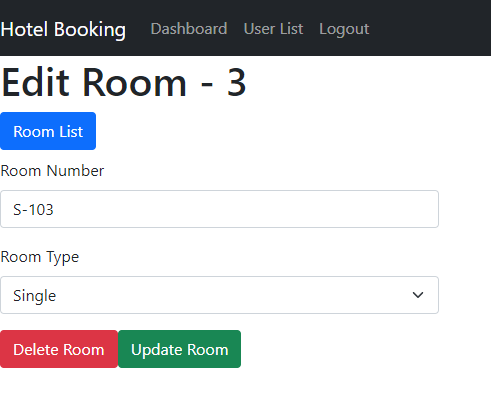 Hotel Booking Dashboard User List Logout
Edit Room - 3
Room List
Room Number
S-103
Room Type
Single
Delete Room Update Room